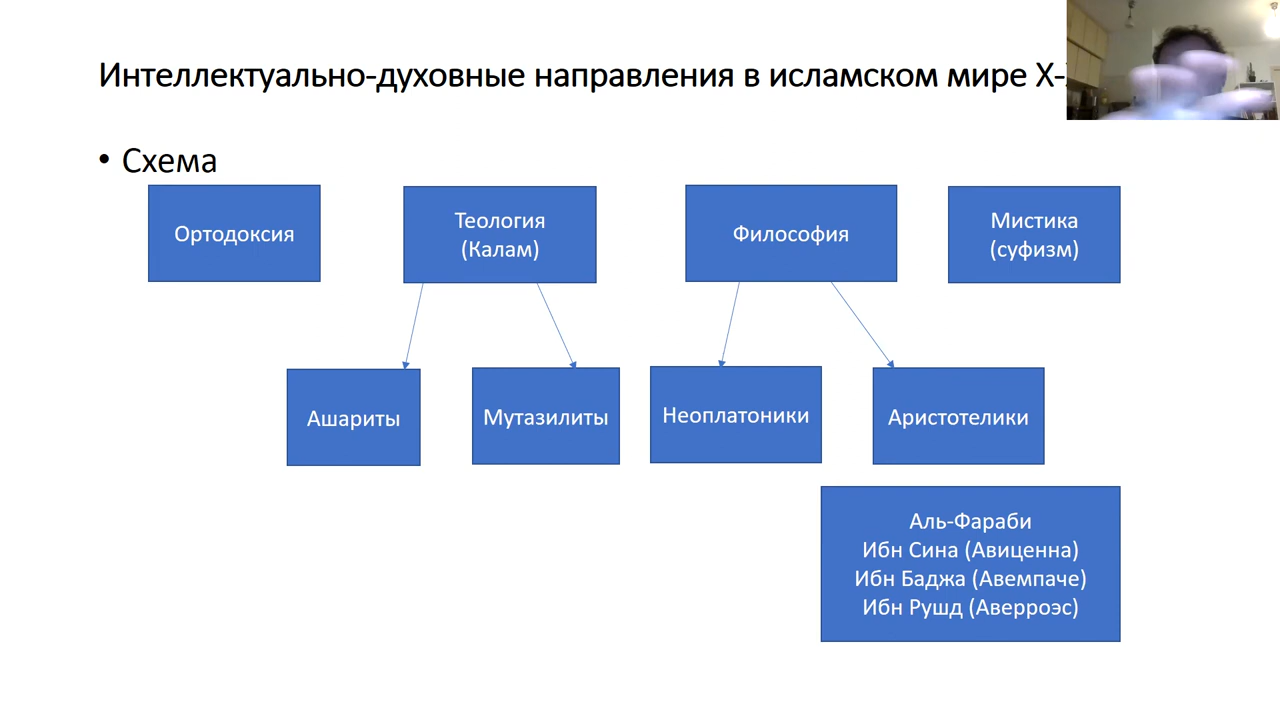 Интеллектуально-духовные направления в исламском мире X-
• Схема
Ортодоксия
Теология
(Калам)
Философия
Мистика
(суфизм)
Ашариты
Мутазилиты
Неоплатоники
Аристотелики
Аль-Фараби
Ибн Сина (Авиценна)
Ибн Баджа (Авемпаче)
Ибн Рушд (Аверроэс)